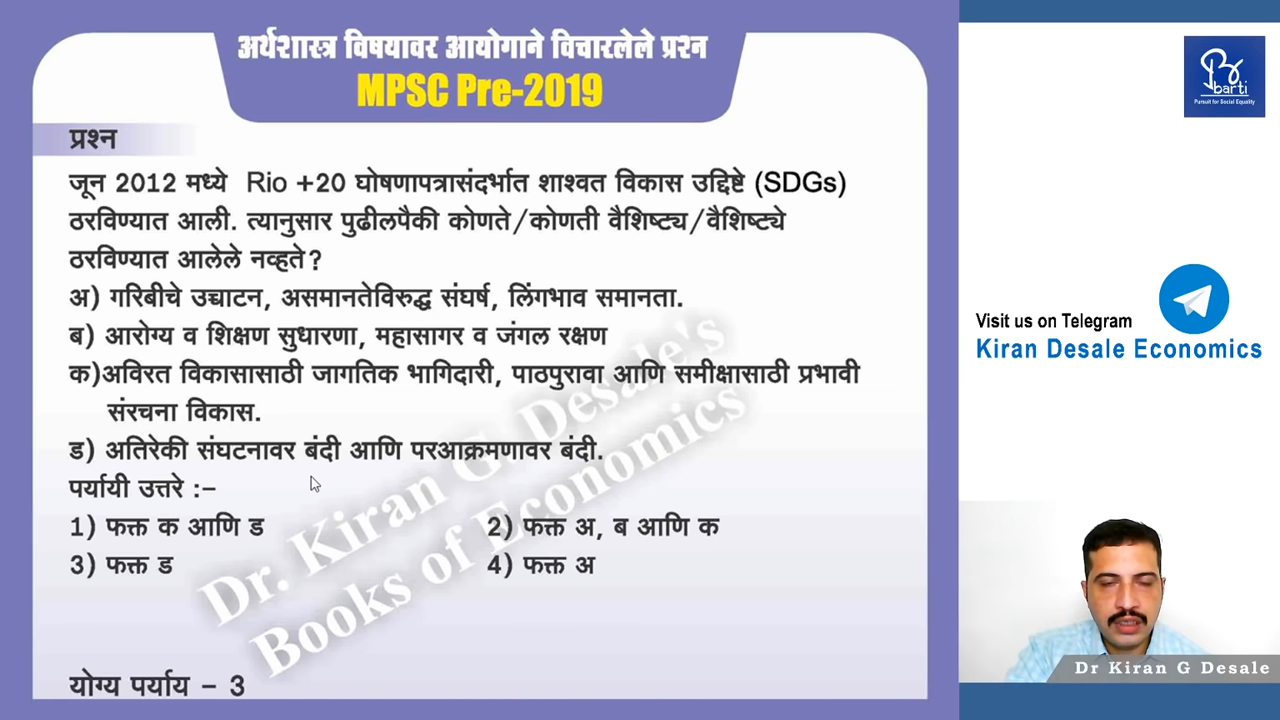 अर्थशास्त्र विषयावर आयोगाने विचारलेले प्रश्न
MPSC Pre-2019
प्रश्न
जून 2012 मध्ये Rio +20 घोषणापत्रासंदर्भात शाश्वत विकास उद्दिष्टे (SDGs)
ठरविण्यात आली. त्यानुसार पुढीलपैकी कोणते/कोणती वैशिष्ट्य/वैशिष्ट्ये
ठरविण्यात आलेले नव्हते?
अ) गरिबीचे उच्चाटन, असमानतेविरुद्ध संघर्ष, लिंगभाव समानता.
ब) आरोग्य व शिक्षण सुधारणा, महासागर व जंगल रक्षण
क)अविरत विकासासाठी जागतिक भागिदारी, पाठपुरावा आणि समीक्षासाठी प्रभावी
संरचना विकास.
ड) अतिरेकी संघटनावर बंदी आणि परआक्रमणावर बंदी.
पर्यायी उत्तरे :-
1) फक्त क आणि ड
2) फक्त अ, ब आणि क
3) फक्त ड
4) फक्त अ
योग्य पर्याय - 3
Dr. Kiran G Desale's
Books of Economics
barti
Pursuit for Social Equality
Visit us on Telegram
Kiran Desale Economics
Dr Kiran G Desale